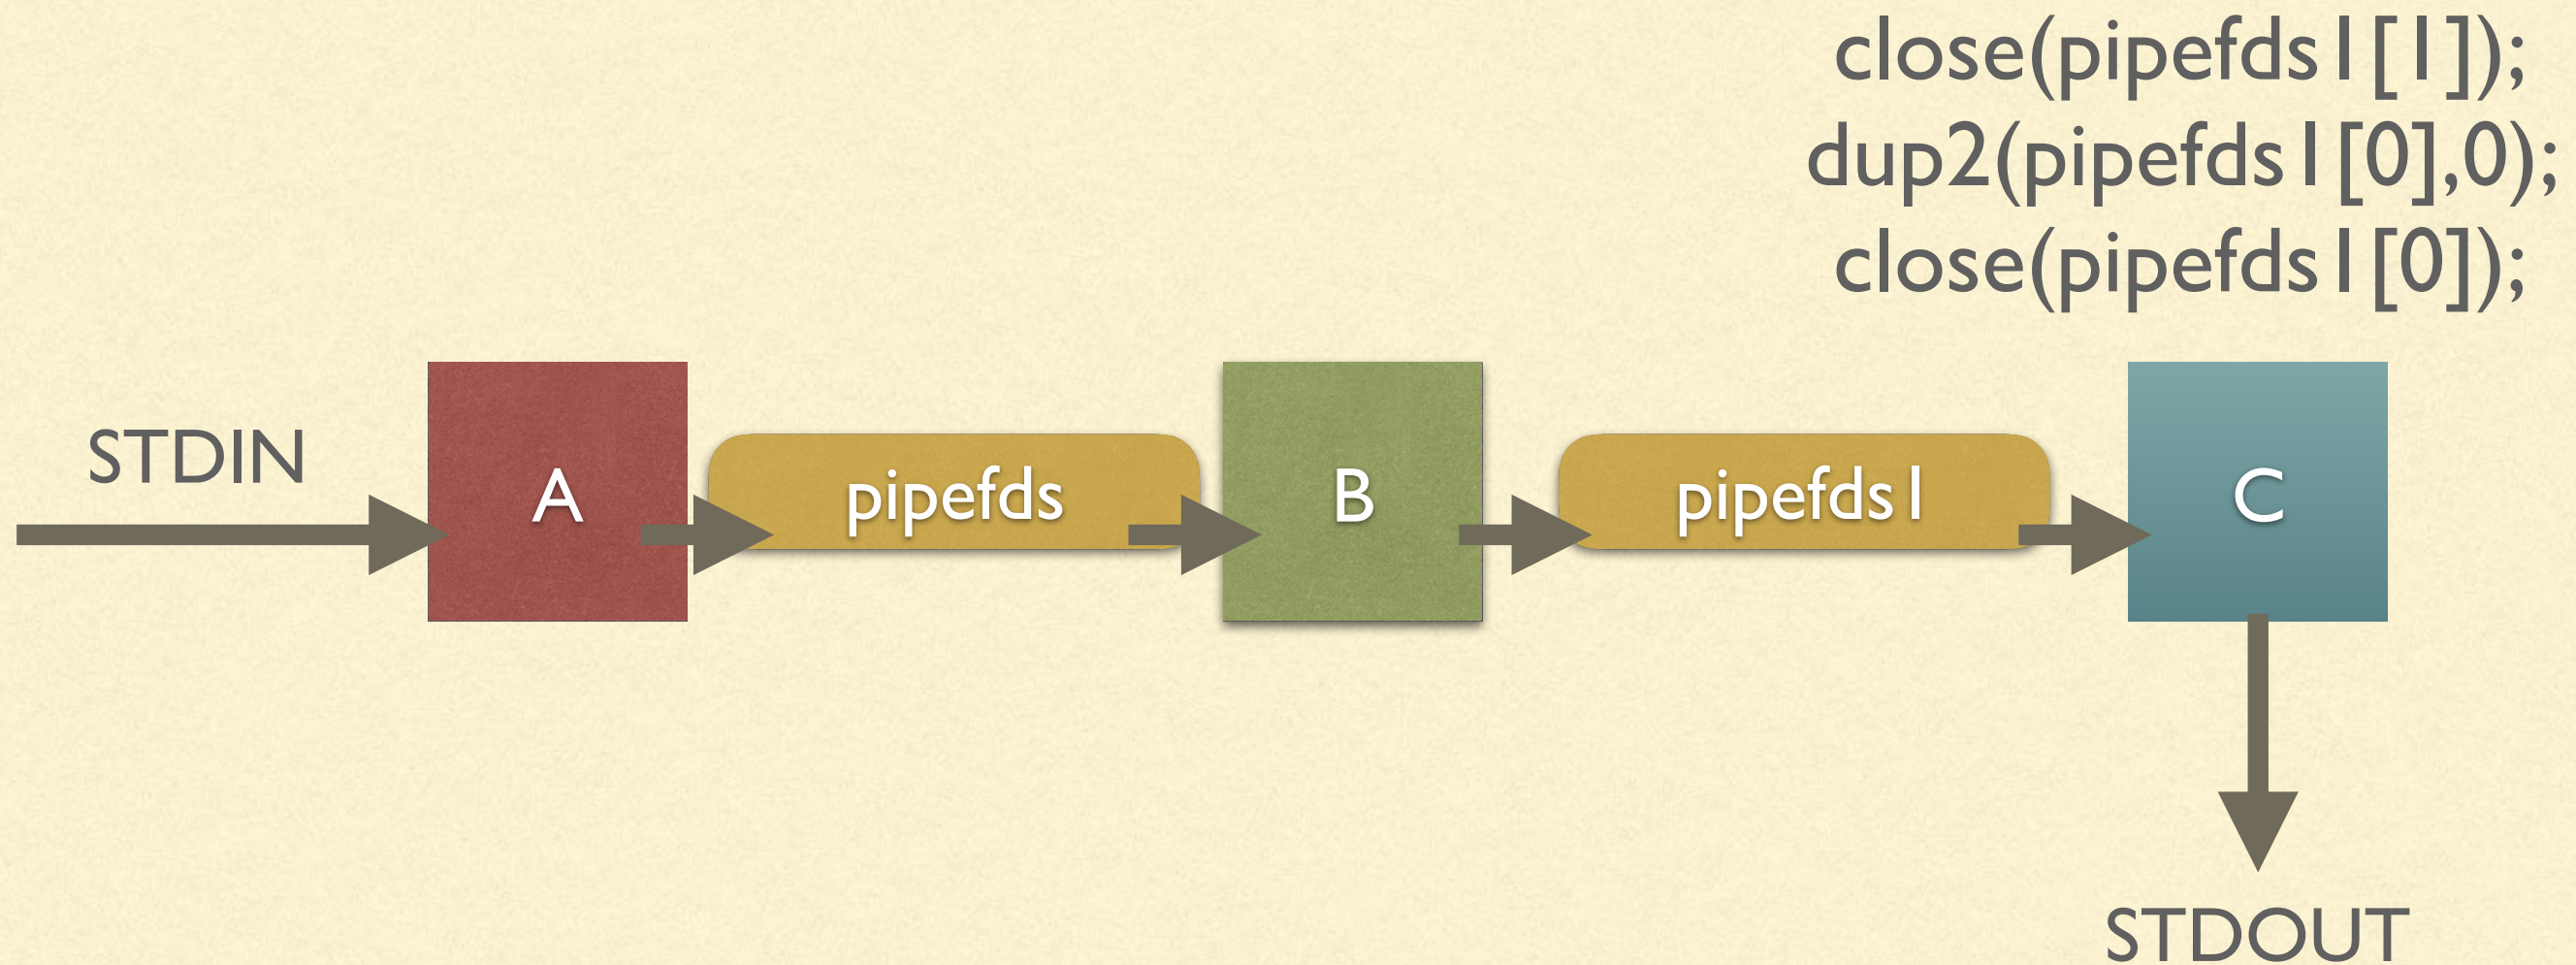 close(pipefds1[1]);
dup2(pipefds1[0],0);
close(pipefds1[0]);
STDIN
A
pipefds
B
pipefds1
C
STDOUT